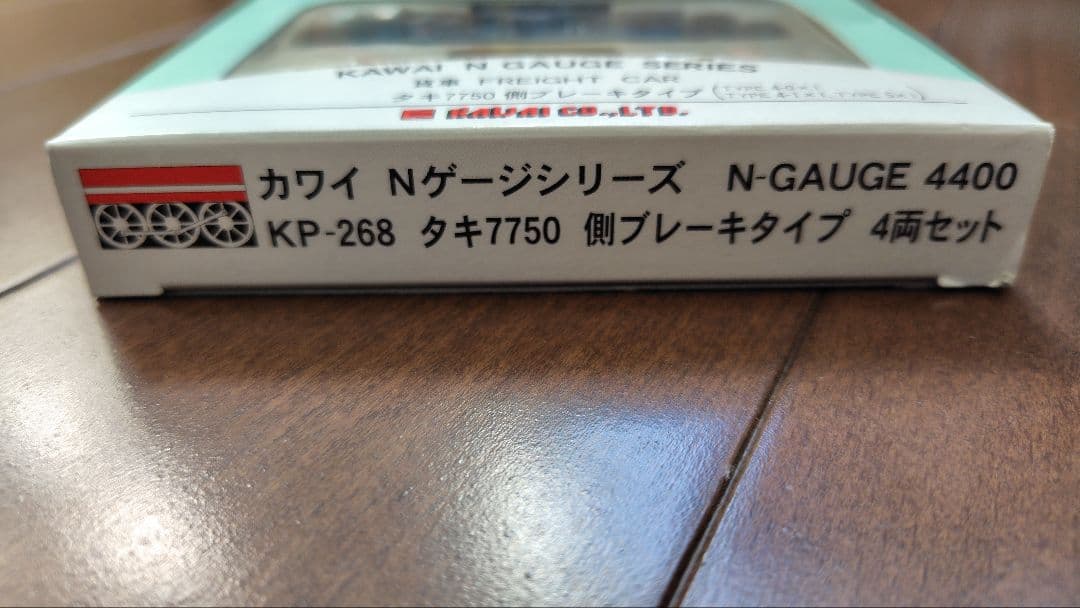 KAWAI N GAUGE SERIES
貨車 FREIGHT CAR
タキ7750 側ブレーキタイプ
KAWAI CO.,LTD.
カワイ Nゲージシリーズ N-GAUGE 4400
KP-268 タキ7750 側ブレーキタイプ 4両セット